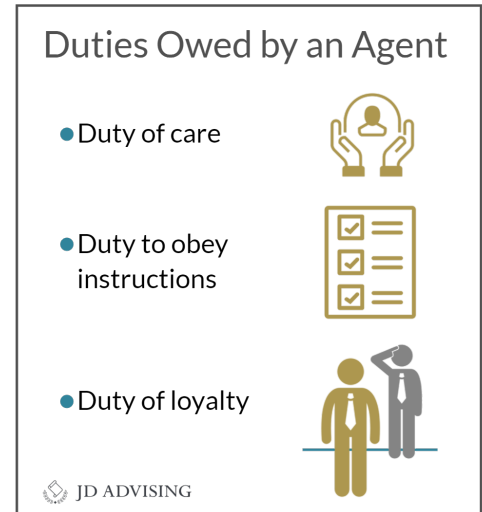 Duties Owed by an Agent
Duty of care
Duty to obey
instructions
Duty of loyalty
JD ADVISING